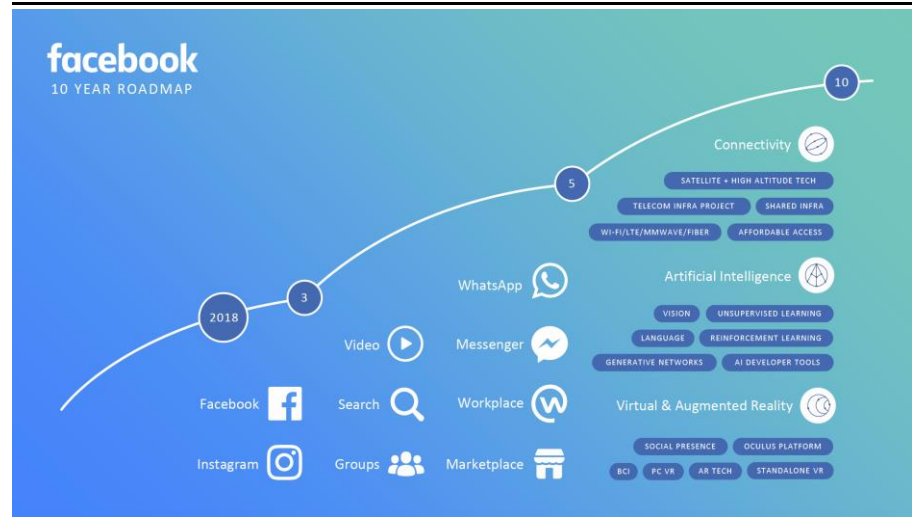 facebook
10 YEAR ROADMAP
10
Connectivity
SATELLITE + HIGH ALTITUDE TECH
5
TELECOM INFRA PROJECT SHARED INFRA
WI-FI/LTE/MMWAVE/FIBER AFFORDABLE ACCESS
WhatsApp
Artificial Intelligence
2018
3
VISION UNSUPERVISED LEARNING
Video
Messenger
LANGUAGE REINFORCEMENT LEARNING
GENERATIVE NETWORKS AI DEVELOPER TOOLS
Facebook
Search
Workplace
Virtual & Augmented Reality
SOCIAL PRESENCE OCULUS PLATFORM
Instagram
Groups
Marketplace
BCI PC VR AR TECH STANDALONE VR